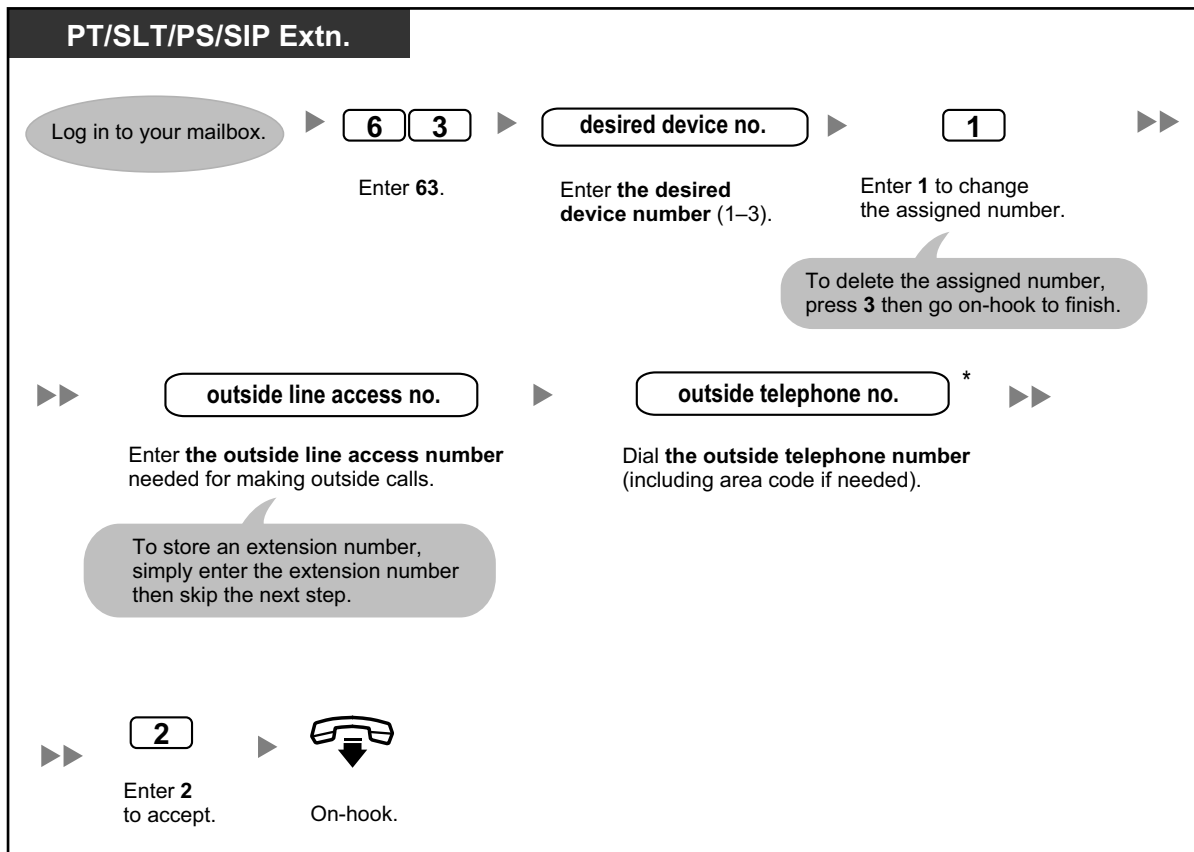 PT/SLT/PS/SIP Extn.
Log in to your mailbox.
6 3
desired device no.
1
Enter 63.
Enter the desired
device number (1–3).
Enter 1 to change
the assigned number.
To delete the assigned number,
press 3 then go on-hook to finish.
outside line access no.
outside telephone no. *
Enter the outside line access number
needed for making outside calls.
Dial the outside telephone number
(including area code if needed).
To store an extension number,
simply enter the extension number
then skip the next step.
2
Enter 2
to accept.
On-hook.